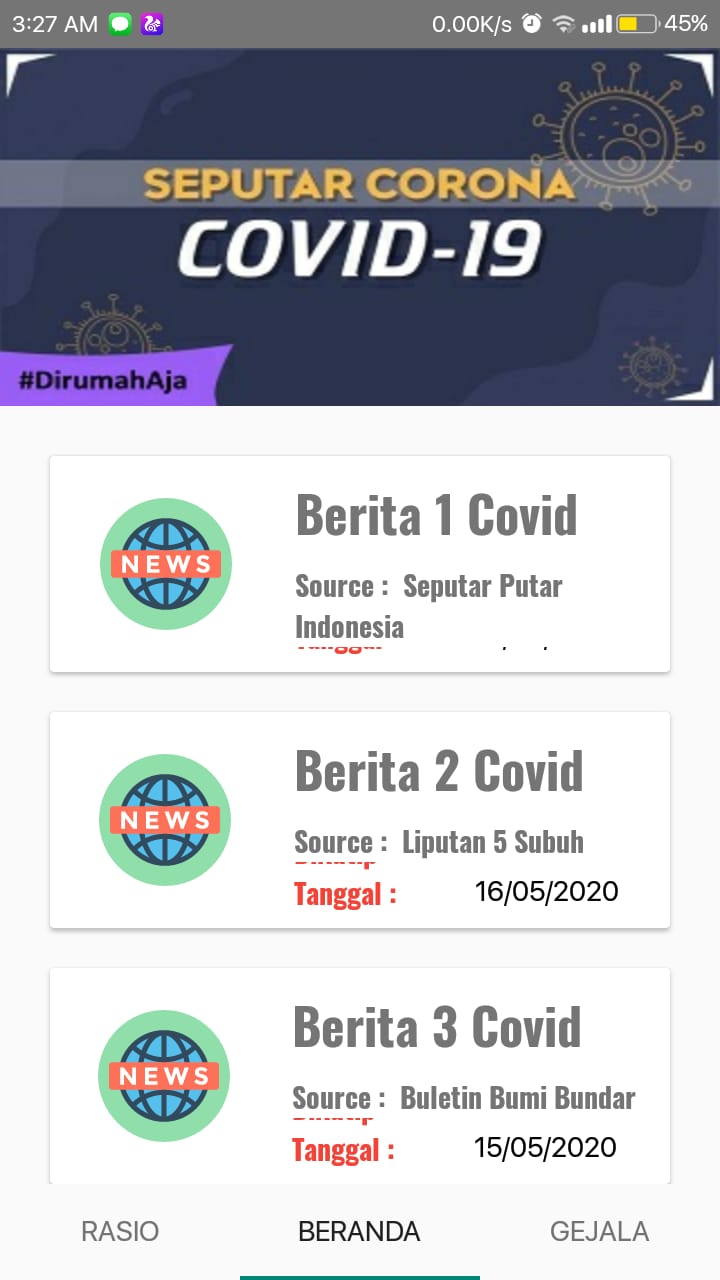 3:27 AM 0.00K/s 45%
SEPUTAR CORONA
COVID-19
#DirumahAja
NEWS
Berita 1 Covid
Source : Seputar Putar
Indonesia
NEWS
Berita 2 Covid
Source : Liputan 5 Subuh
Tanggal : 16/05/2020
NEWS
Berita 3 Covid
Source : Buletin Bumi Bundar
Tanggal : 15/05/2020
RASIO BERANDA GEJALA